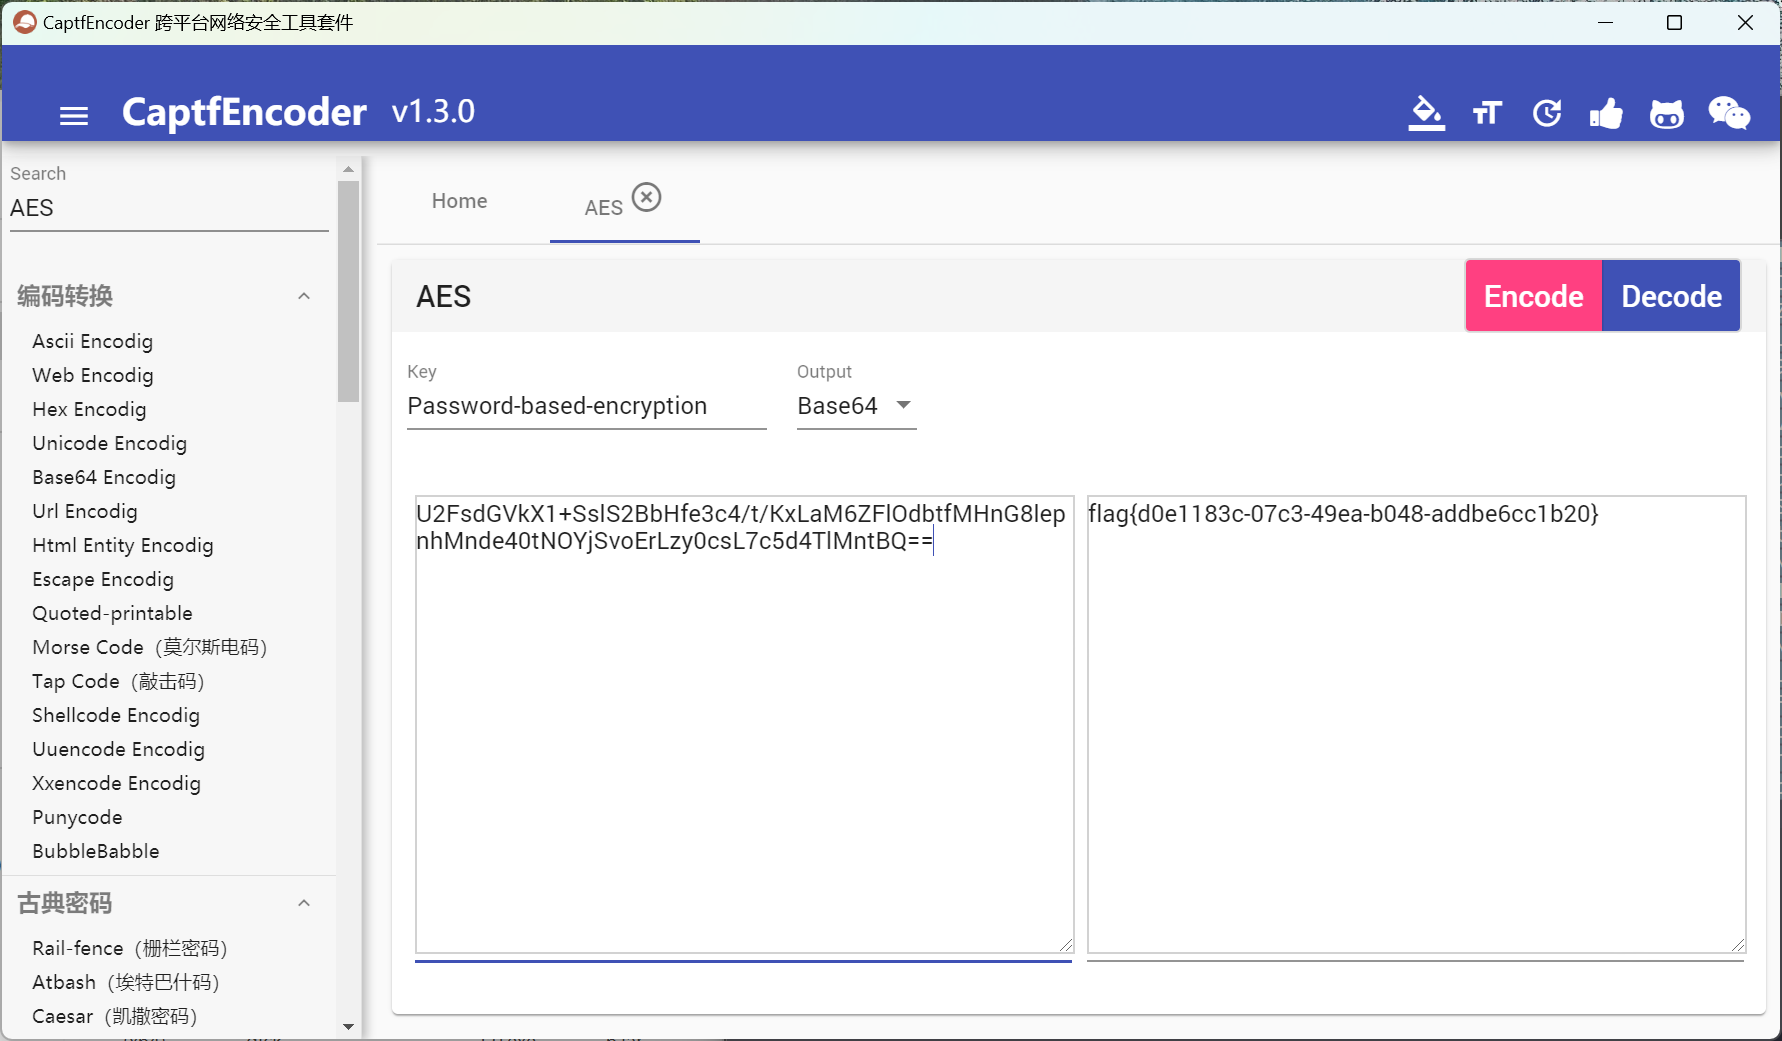 CaptfEncoder 跨平台网络安全工具套件
CaptfEncoder v1.3.0
Search
AES
编码转换
Ascii Encodig
Web Encodig
Hex Encodig
Unicode Encodig
Base64 Encodig
Url Encodig
Html Entity Encodig
Escape Encodig
Quoted-printable
Morse Code（莫尔斯电码）
Tap Code（敲击码）
Shellcode Encodig
Uuencode Encodig
Xxencode Encodig
Punycode
BubbleBabble
古典密码
Rail-fence（栅栏密码）
Atbash（埃特巴什码）
Caesar（凯撒密码）
Home
AES
AES
Encode
Decode
Key
Password-based-encryption
Output
Base64
U2FsdGVkX1+SslS2BbHfe3c4/t/KxLaM6ZFlOdbtfMHnG8lep
nhMnde40tNOYjSvoErLzy0csL7c5d4TlMntBQ==
flag{d0e1183c-07c3-49ea-b048-addbe6cc1b20}